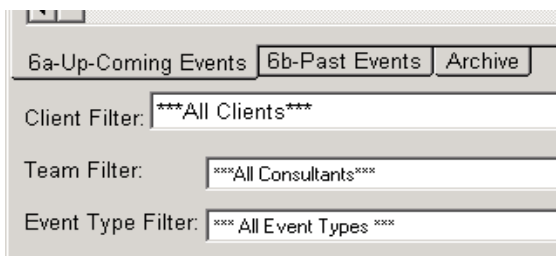 6a-Up-Coming Events 6b-Past Events Archive
Client Filter: ***All Clients***
Team Filter: ***All Consultants***
Event Type Filter: *** All Event Types ***